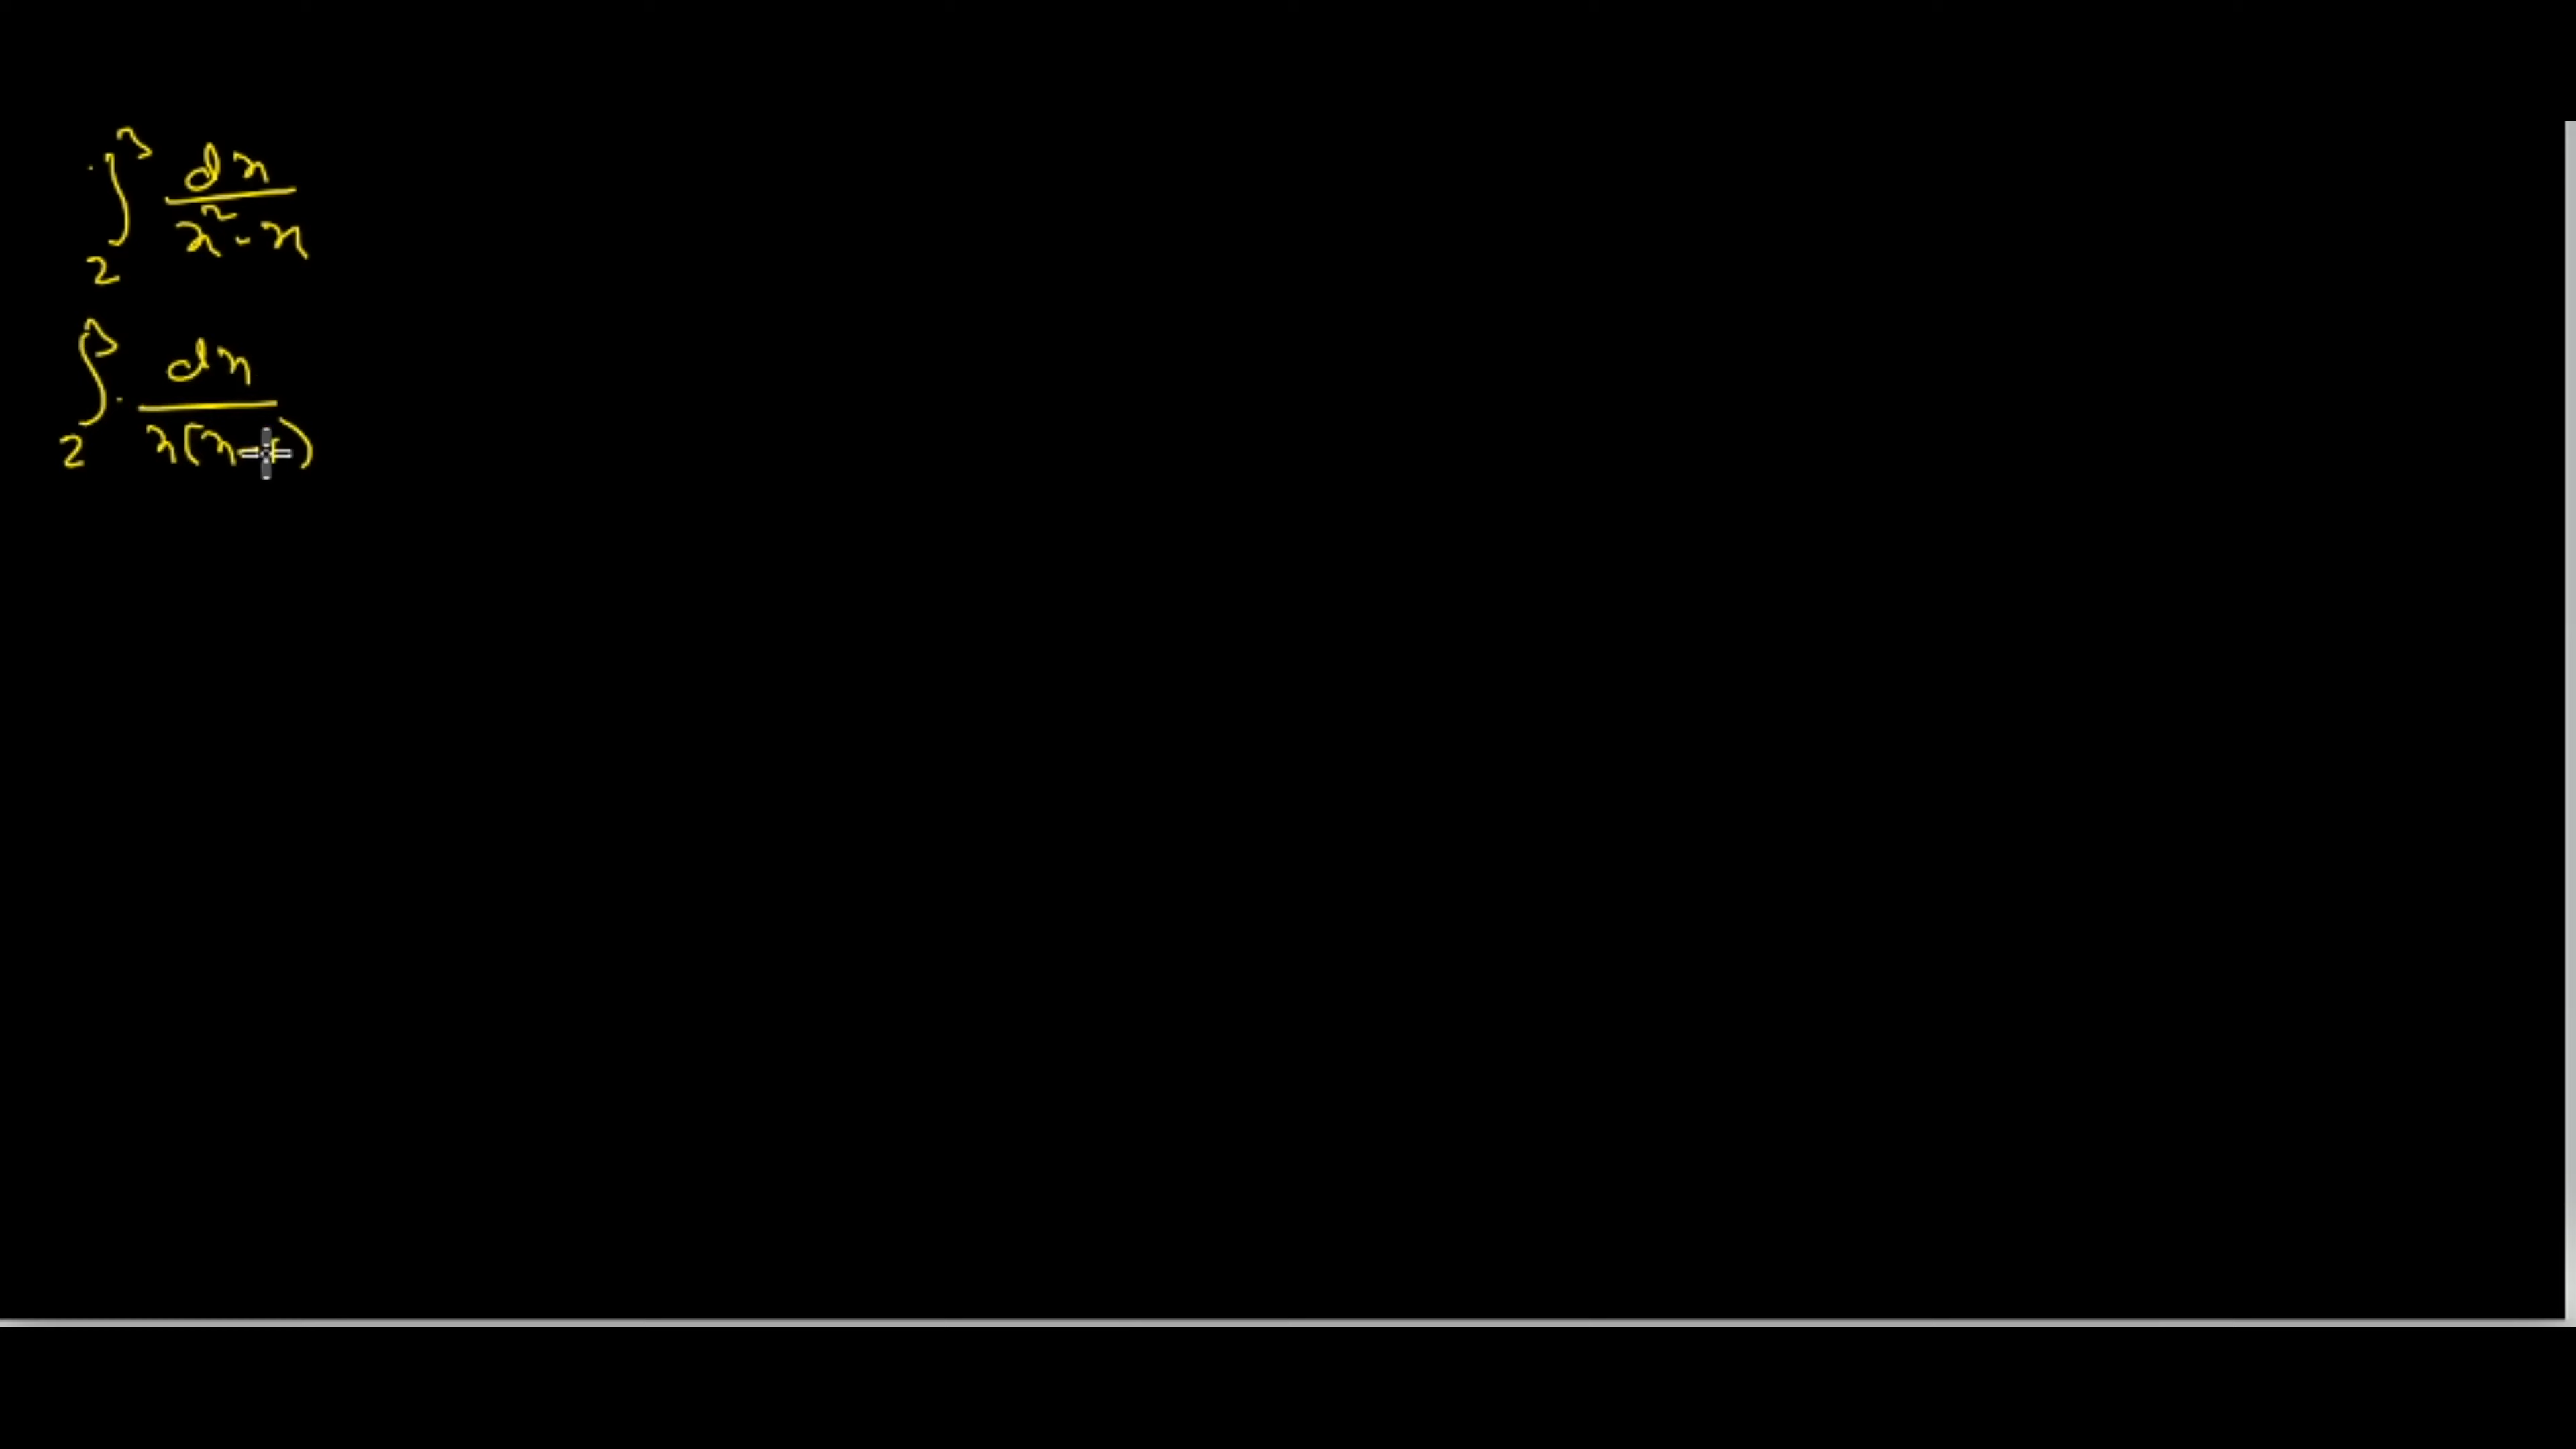 ∫₂³ dx / (x² - x)
∫₂³ dx / (x(x-1))